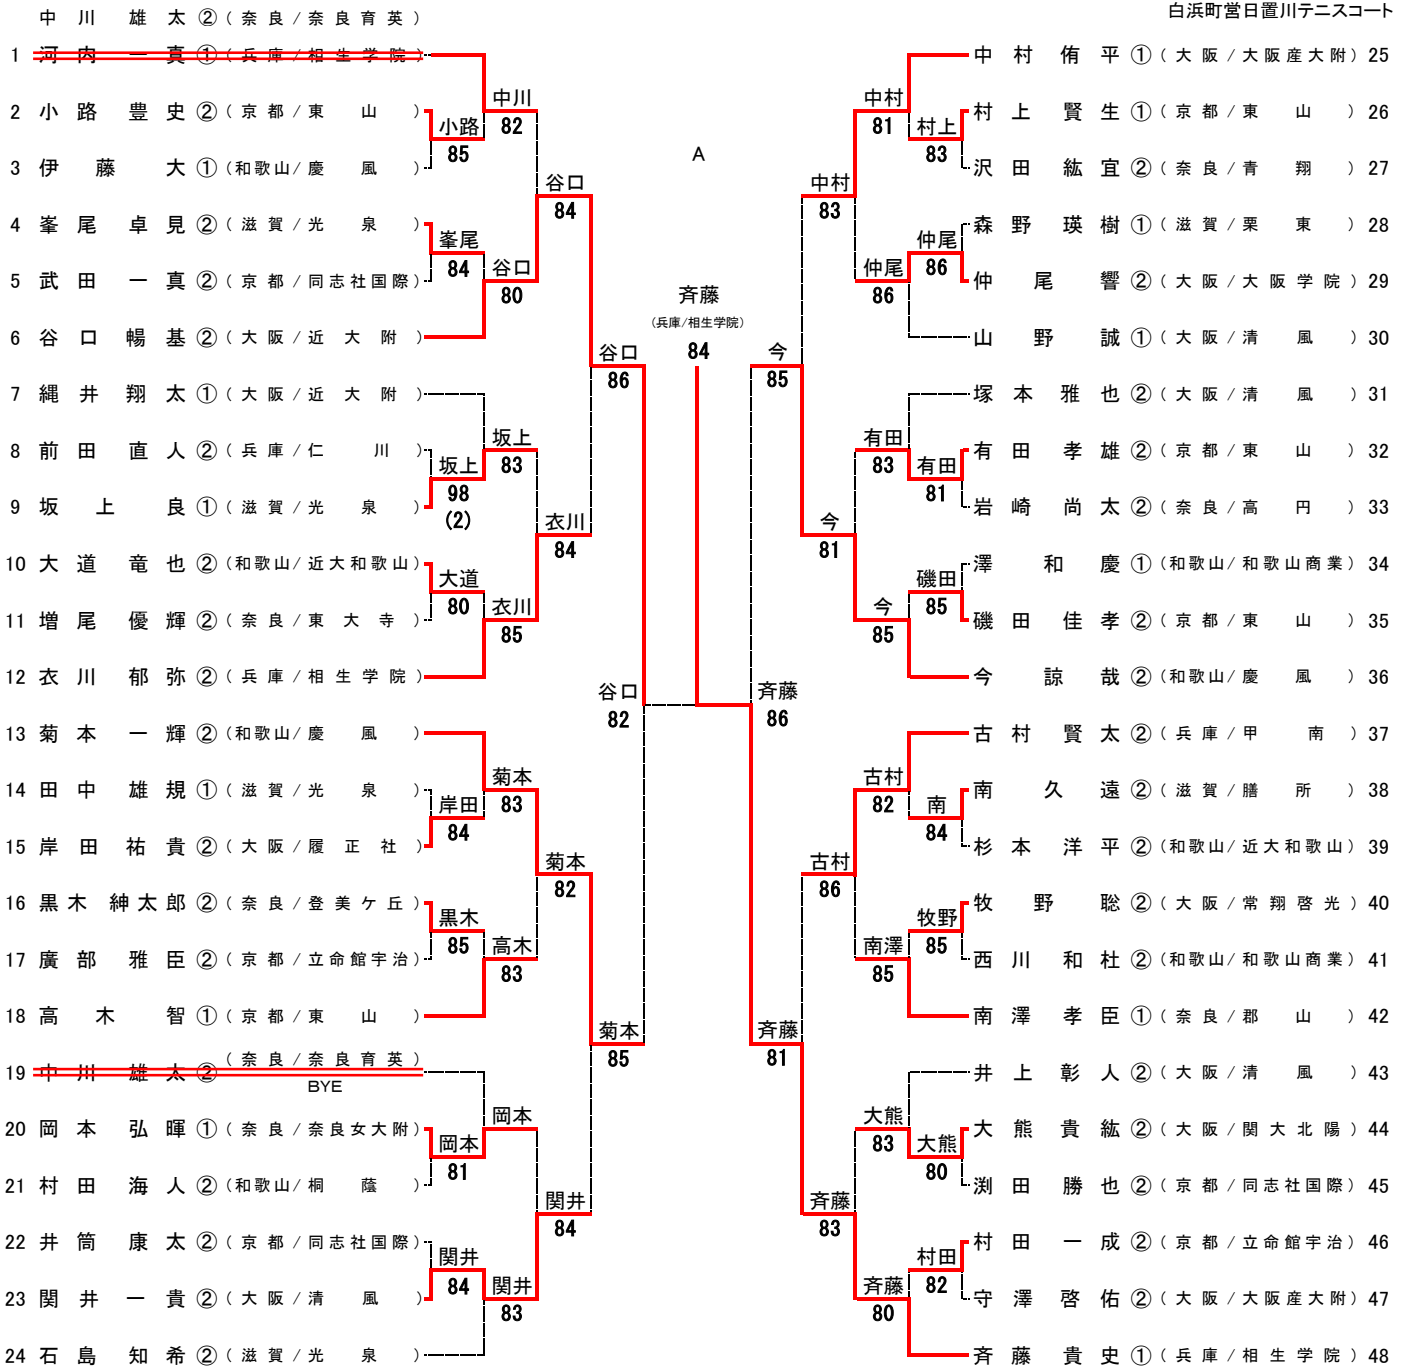 白浜町営日置川テニスコート
A
中川 雄太 ② (奈良/奈良育英)
1 河内 一真 ① (兵庫/相生学院)
2 小路 豊史 ② (京都/東山)
3 伊藤 大 ① (和歌山/慶風)
4 峯尾 卓見 ② (滋賀/光泉)
5 武田 一真 ② (京都/同志社国際)
6 谷口 暢基 ② (大阪/近大附)
7 縄井 翔太 ① (大阪/近大附)
8 前田 直人 ② (兵庫/仁川)
9 坂上 良 ① (滋賀/光泉)
10 大道 竜也 ② (和歌山/近大和歌山)
11 増尾 優輝 ② (奈良/東大寺)
12 衣川 郁弥 ② (兵庫/相生学院)
13 菊本 一輝 ② (和歌山/慶風)
14 田中 雄規 ① (滋賀/光泉)
15 岸田 祐貴 ② (大阪/履正社)
16 黒木 紳太郎 ② (奈良/登美ケ丘)
17 廣部 雅臣 ② (京都/立命館宇治)
18 高木 智 ① (京都/東山)
19 中川 雄太 ② (奈良/奈良育英)
BYE
20 岡本 弘暉 ① (奈良/奈良女大附)
21 村田 海人 ② (和歌山/桐蔭)
22 井筒 康太 ② (京都/同志社国際)
23 関井 一貴 ② (大阪/清風)
24 石島 知希 ② (滋賀/光泉)
小路
85
峯尾
84
坂上
98
(2)
大道
80
岸田
84
黒木
85
岡本
81
関井
84
中川
82
谷口
80
坂上
83
衣川
85
菊本
83
高木
83
岡本
関井
83
谷口
84
衣川
84
菊本
82
関井
84
谷口
86
菊本
85
谷口
82
斉藤
(兵庫/相生学院)
84
斉藤
86
今
85
斉藤
81
中村
83
今
81
古村
86
斉藤
83
中村
81
仲尾
86
有田
83
今
85
古村
82
南澤
85
大熊
83
斉藤
80
村上
83
仲尾
86
有田
81
磯田
85
南
84
牧野
85
大熊
80
村田
82
中村 侑平 ① (大阪/大阪産大附) 25
村上 賢生 ① (京都/東山) 26
沢田 紘宜 ② (奈良/青翔) 27
森野 瑛樹 ① (滋賀/栗東) 28
仲尾 響 ② (大阪/大阪学院) 29
山野 誠 ① (大阪/清風) 30
塚本 雅也 ② (大阪/清風) 31
有田 孝雄 ② (京都/東山) 32
岩崎 尚太 ② (奈良/高円) 33
澤 和慶 ① (和歌山/和歌山商業) 34
磯田 佳孝 ② (京都/東山) 35
今 諒哉 ② (和歌山/慶風) 36
古村 賢太 ② (兵庫/甲南) 37
南 久遠 ② (滋賀/膳所) 38
杉本 洋平 ② (和歌山/近大和歌山) 39
牧野 聡 ② (大阪/常翔啓光) 40
西川 和杜 ② (和歌山/和歌山商業) 41
南澤 孝臣 ① (奈良/郡山) 42
井上 彰人 ② (大阪/清風) 43
大熊 貴紘 ② (大阪/関大北陽) 44
渕田 勝也 ② (京都/同志社国際) 45
村田 一成 ② (京都/立命館宇治) 46
守澤 啓佑 ② (大阪/大阪産大附) 47
斉藤 貴史 ① (兵庫/相生学院) 48